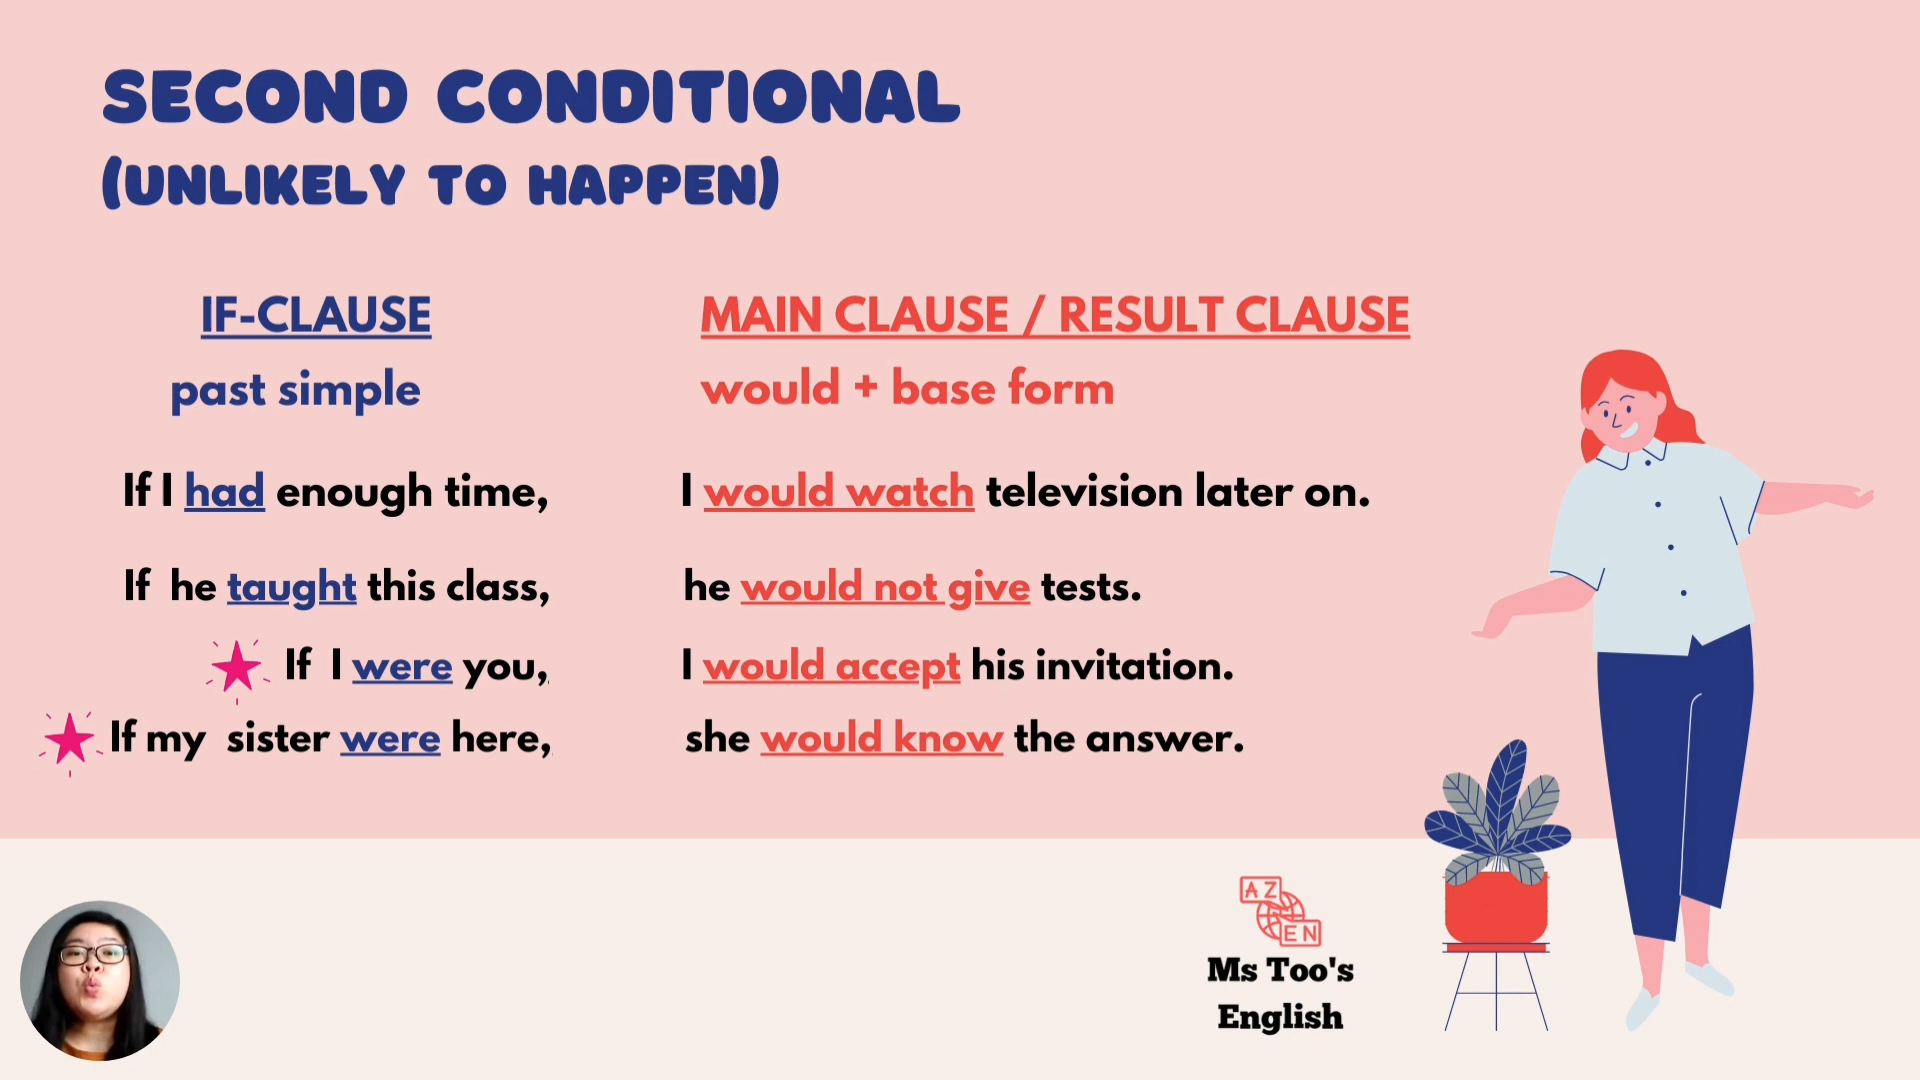 SECOND CONDITIONAL
(UNLIKELY TO HAPPEN)
IF-CLAUSE MAIN CLAUSE / RESULT CLAUSE
past simple would + base form
If I had enough time, I would watch television later on.
If he taught this class, he would not give tests.
If I were you, I would accept his invitation.
If my sister were here, she would know the answer.
A Z
EN
Ms Too's
English